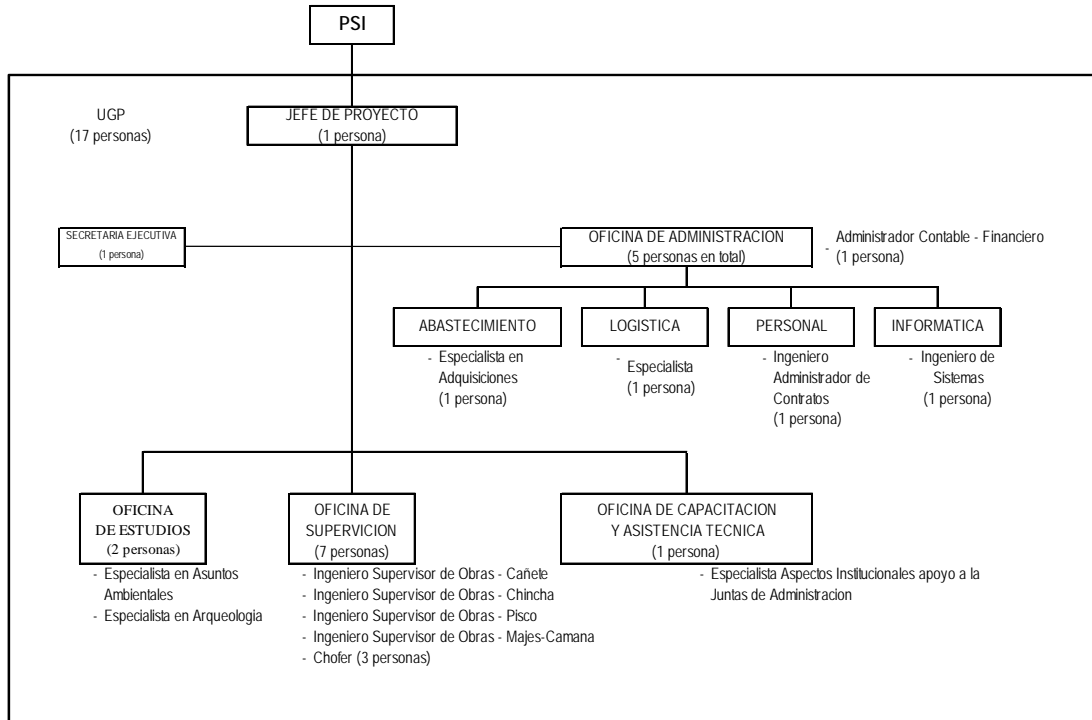 PSI
UGP
(17 personas)
JEFE DE PROYECTO
(1 persona)
SECRETARIA EJECUTIVA
(1 persona)
OFICINA DE ADMINISTRACION
(5 personas en total)
- Administrador Contable - Financiero
(1 persona)
ABASTECIMIENTO
- Especialista en
Adquisiciones
(1 persona)
LOGISTICA
- Especialista
(1 persona)
PERSONAL
- Ingeniero
Administrador de
Contratos
(1 persona)
INFORMATICA
- Ingeniero de
Sistemas
(1 persona)
OFICINA
DE ESTUDIOS
(2 personas)
- Especialista en Asuntos
Ambientales
- Especialista en Arqueologia
OFICINA DE
SUPERVICION
(7 personas)
- Ingeniero Supervisor de Obras - Cañete
- Ingeniero Supervisor de Obras - Chincha
- Ingeniero Supervisor de Obras - Pisco
- Ingeniero Supervisor de Obras - Majes-Camana
- Chofer (3 personas)
OFICINA DE CAPACITACION
Y ASISTENCIA TECNICA
(1 persona)
- Especialista Aspectos Institucionales apoyo a la
Juntas de Administracion